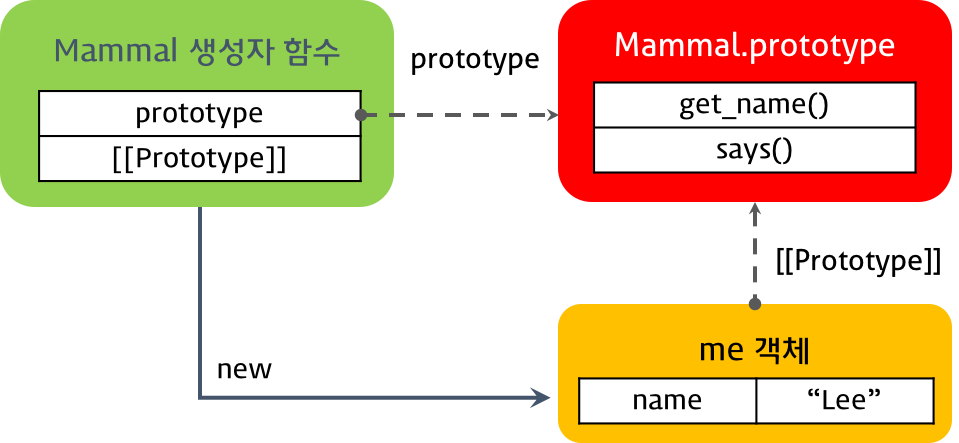 Mammal 생성자 함수
prototype
[[Prototype]]
prototype
Mammal.prototype
get_name()
says()
[[Prototype]]
new
me 객체
name “Lee”